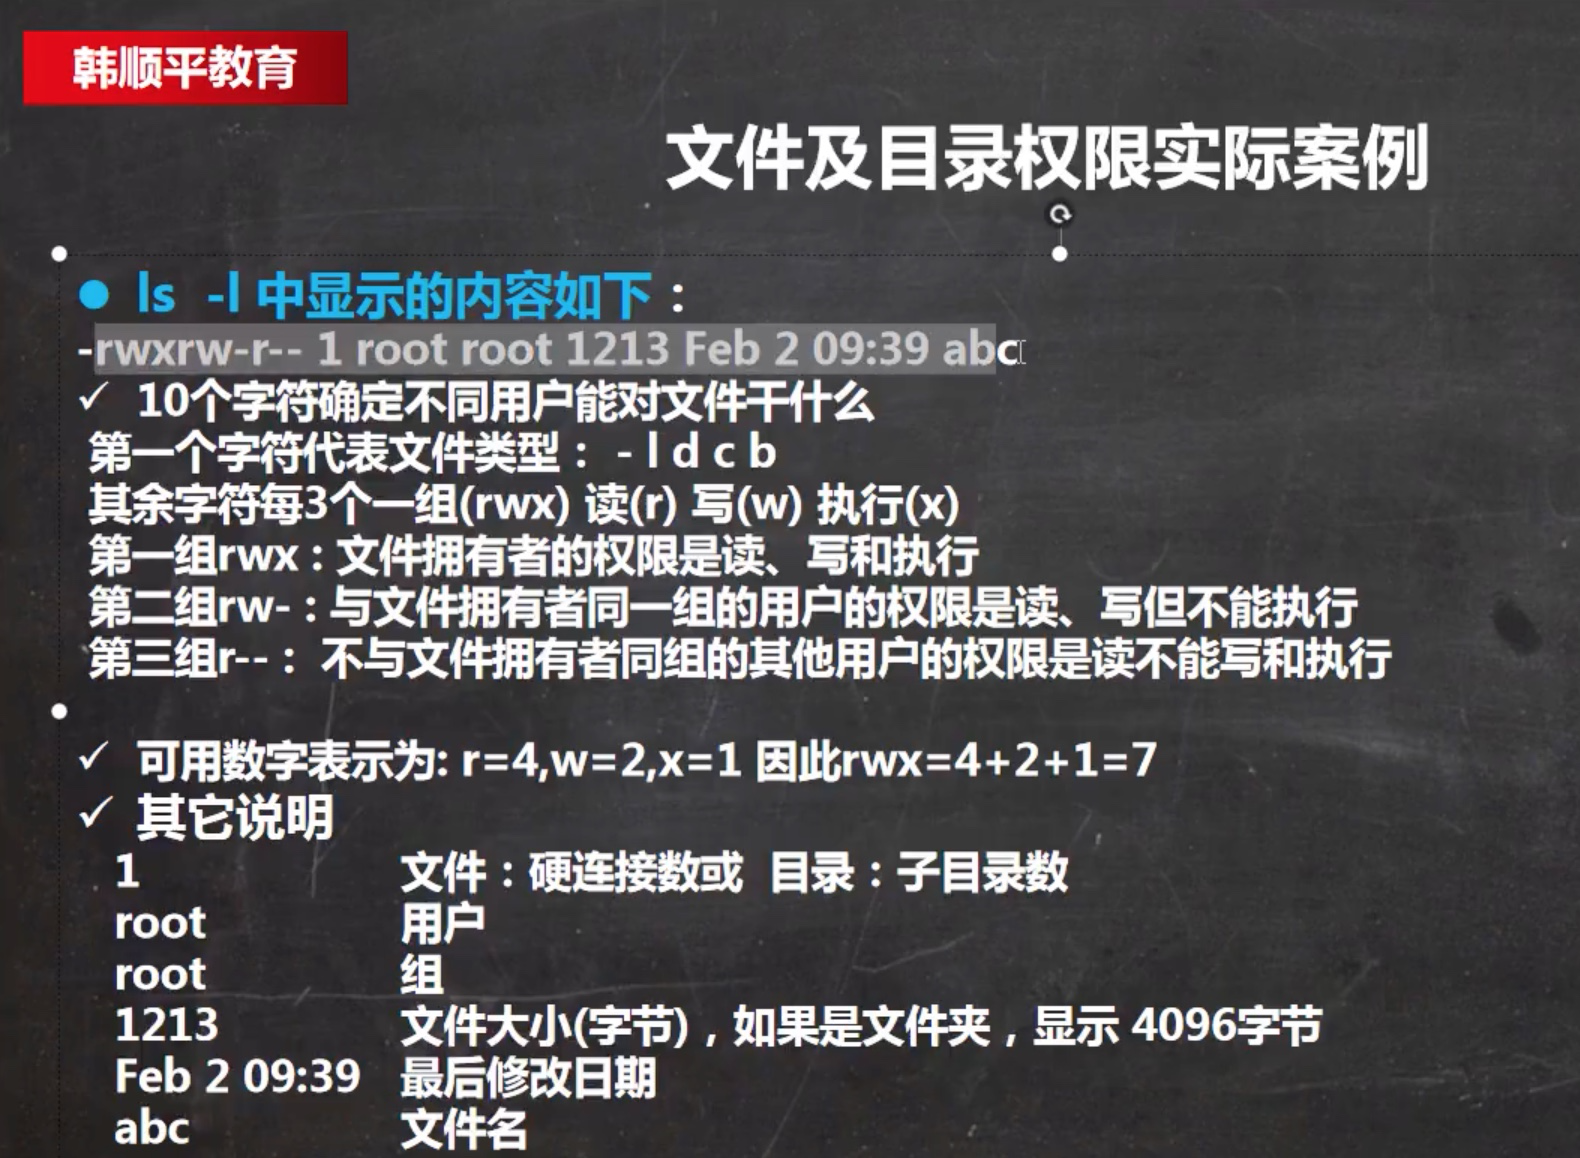 韩顺平教育
文件及目录权限实际案例
● ls -l 中显示的内容如下：
-rwxrw-r-- 1 root root 1213 Feb 2 09:39 abc
✓ 10个字符确定不同用户能对文件干什么
第一个字符代表文件类型： - l d c b
其余字符每3个一组(rwx) 读(r) 写(w) 执行(x)
第一组rwx : 文件拥有者的权限是读、写和执行
第二组rw- : 与文件拥有者同一组的用户的权限是读、写但不能执行
第三组r-- : 不与文件拥有者同组的其他用户的权限是读不能写和执行
✓ 可用数字表示为: r=4,w=2,x=1 因此rwx=4+2+1=7
✓ 其它说明
1 文件：硬连接数或 目录：子目录数
root 用户
root 组
1213 文件大小(字节)，如果是文件夹，显示 4096字节
Feb 2 09:39 最后修改日期
abc 文件名